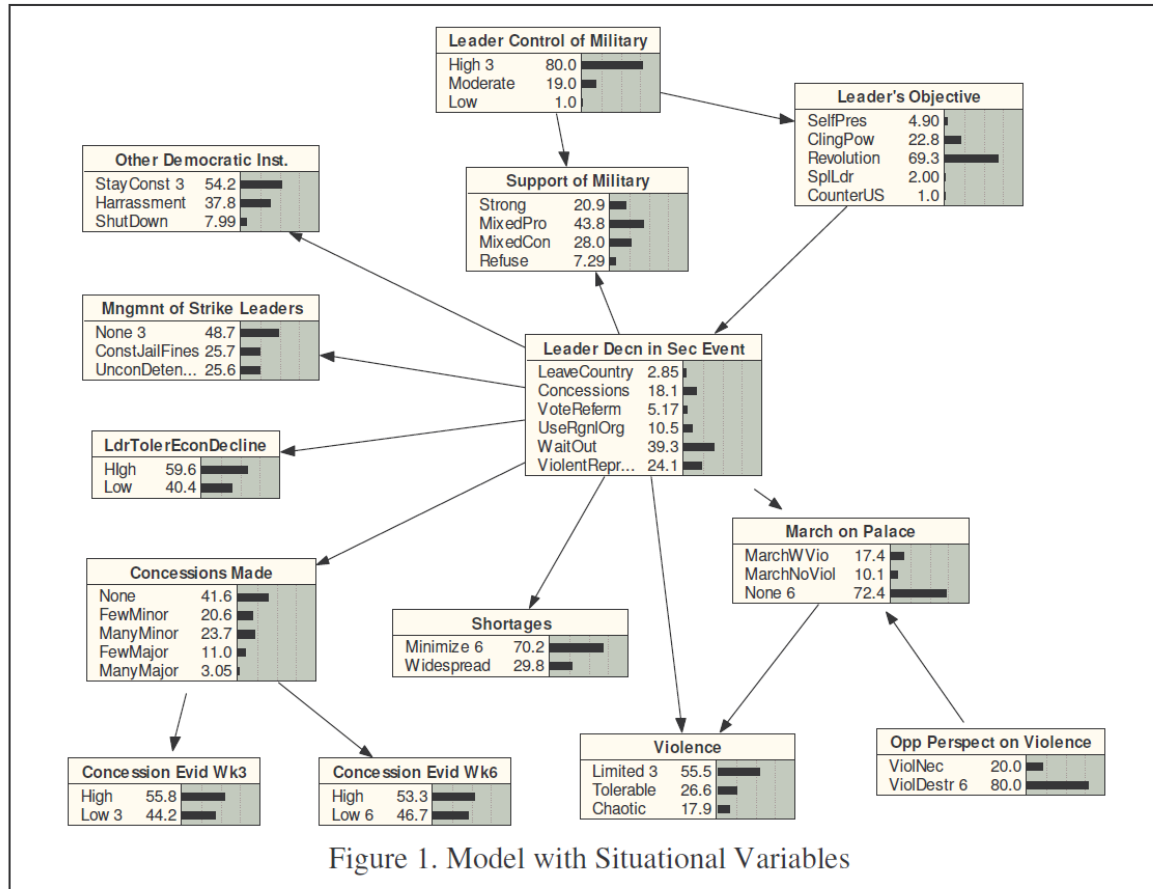 Leader Control of Military
High 3 80.0
Moderate 19.0
Low 1.0
Leader's Objective
SelfPres 4.90
ClingPow 22.8
Revolution 69.3
SplLdr 2.00
CounterUS 1.0
Other Democratic Inst.
StayConst 3 54.2
Harrassment 37.8
ShutDown 7.99
Support of Military
Strong 20.9
MixedPro 43.8
MixedCon 28.0
Refuse 7.29
Mngmnt of Strike Leaders
None 3 48.7
ConstJailFines 25.7
UnconDeten... 25.6
Leader Decn in Sec Event
LeaveCountry 2.85
Concessions 18.1
VoteReferm 5.17
UseRgnlOrg 10.5
WaitOut 39.3
ViolentRepr... 24.1
LdrTolerEconDecline
HIgh 59.6
Low 40.4
March on Palace
MarchWVio 17.4
MarchNoViol 10.1
None 6 72.4
Concessions Made
None 41.6
FewMinor 20.6
ManyMinor 23.7
FewMajor 11.0
ManyMajor 3.05
Shortages
Minimize 6 70.2
Widespread 29.8
Concession Evid Wk3
High 55.8
Low 3 44.2
Concession Evid Wk6
High 53.3
Low 6 46.7
Violence
Limited 3 55.5
Tolerable 26.6
Chaotic 17.9
Opp Perspect on Violence
ViolNec 20.0
ViolDestr 6 80.0
Figure 1. Model with Situational Variables